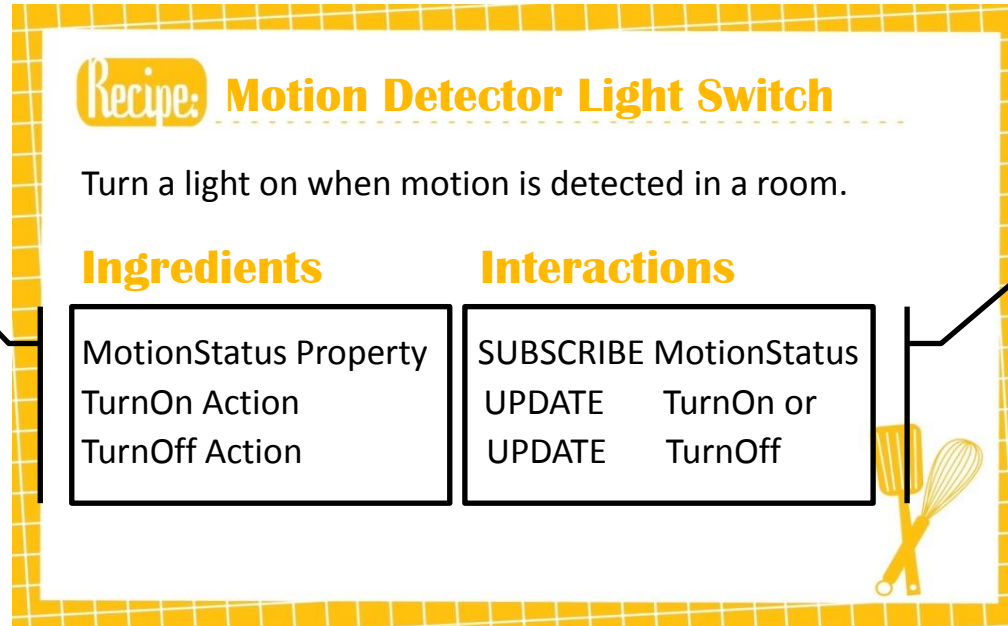 Recipe: Motion Detector Light Switch
Turn a light on when motion is detected in a room.
Ingredients
MotionStatus Property
TurnOn Action
TurnOff Action
Interactions
SUBSCRIBE MotionStatus
UPDATE TurnOn or
UPDATE TurnOff